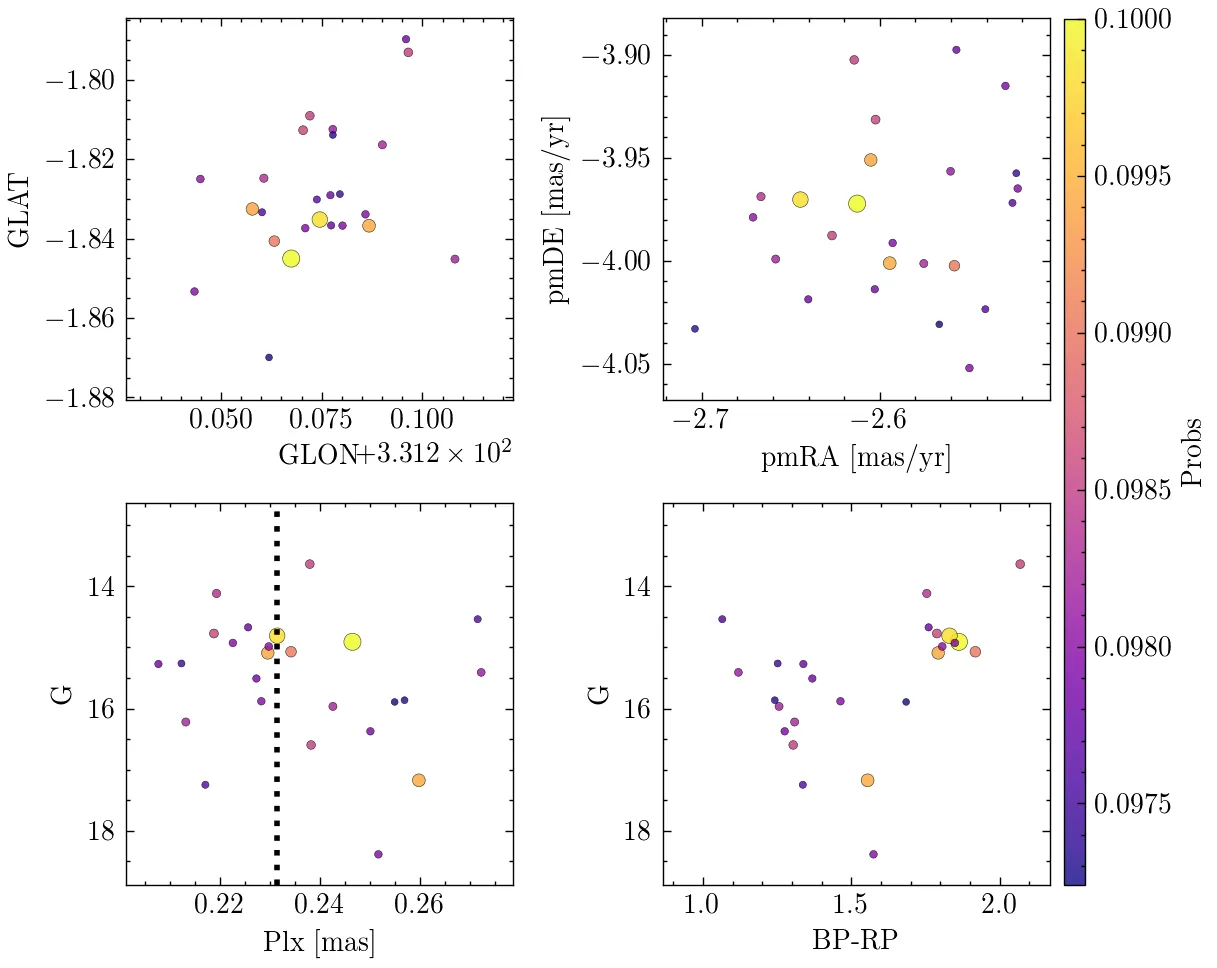 GLAT
−1.80
−1.82
−1.84
−1.86
−1.88
0.050 0.075 0.100
GLON+3.312 × 10²
pmDE [mas/yr]
−3.90
−3.95
−4.00
−4.05
−2.7 −2.6
pmRA [mas/yr]
G
14
16
18
0.22 0.24 0.26
Plx [mas]
G
14
16
18
1.0 1.5 2.0
BP-RP
0.1000
0.0995
0.0990
0.0985
0.0980
0.0975
Probs